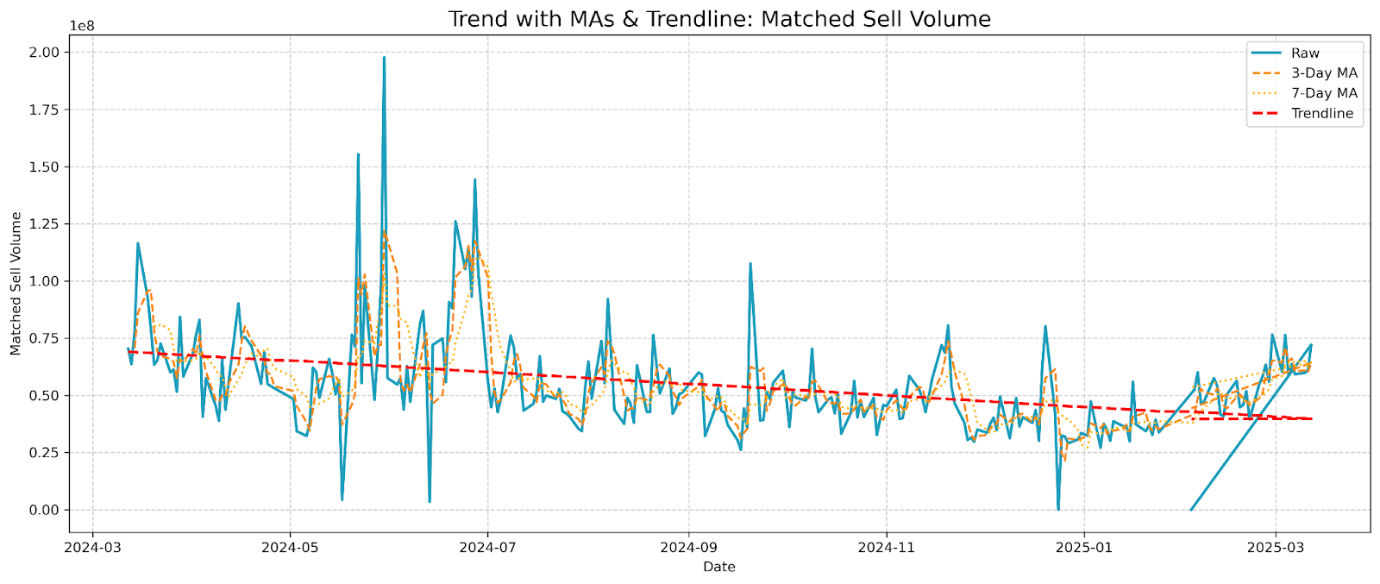 Trend with MAs & Trendline: Matched Sell Volume
1e8
2.00
1.75
1.50
1.25
1.00
0.75
0.50
0.25
0.00
Matched Sell Volume
Raw
3-Day MA
7-Day MA
Trendline
2024-03
2024-05
2024-07
2024-09
2024-11
2025-01
2025-03
Date